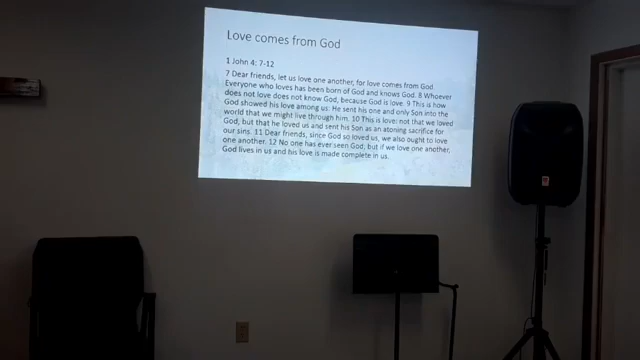 Love comes from God
1 John 4: 7-12
7 Dear friends, let us love one another, for love comes from God.
Everyone who loves has been born of God and knows God. 8 Whoever
does not love does not know God, because God is love. 9 This is how
God showed his love among us: He sent his one and only Son into the
world that we might live through him. 10 This is love: not that we loved
God, but that he loved us and sent his Son as an atoning sacrifice for
our sins. 11 Dear friends, since God so loved us, we also ought to love
one another. 12 No one has ever seen God; but if we love one another,
God lives in us and his love is made complete in us.